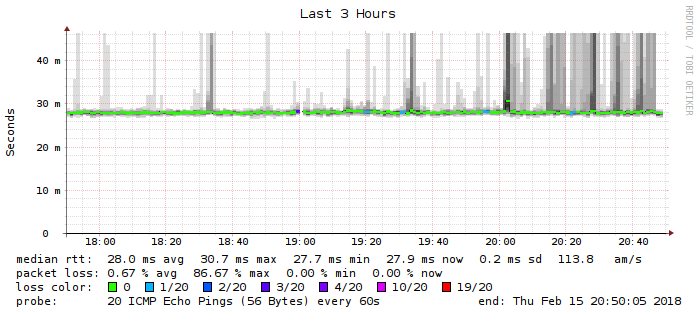 Last 3 Hours
RRDTOOL / TOBI OETIKER
Seconds
40 m
30 m
20 m
10 m
0
18:00 18:20 18:40 19:00 19:20 19:40 20:00 20:20 20:40
median rtt: 28.0 ms avg 30.7 ms max 27.7 ms min 27.9 ms now 0.2 ms sd 113.8 am/s
packet loss: 0.67 % avg 86.67 % max 0.00 % min 0.00 % now
loss color: 0 1/20 2/20 3/20 4/20 10/20 19/20
probe: 20 ICMP Echo Pings (56 Bytes) every 60s end: Thu Feb 15 20:50:05 2018